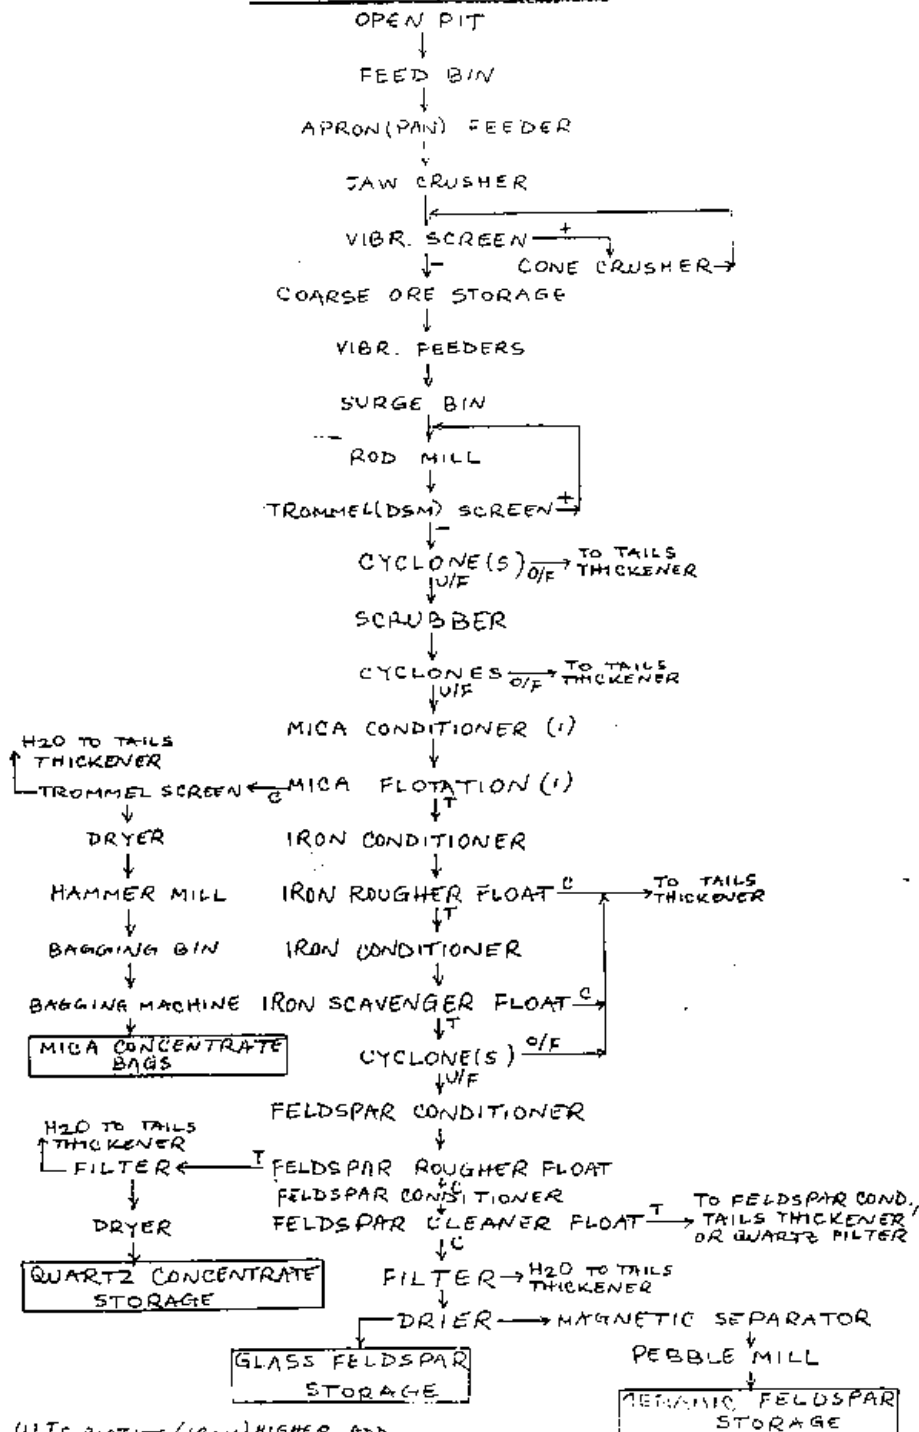 OPEN PIT
FEED BIN
APRON(PAN) FEEDER
JAW CRUSHER
VIBR. SCREEN +
CONE CRUSHER
-
COARSE ORE STORAGE
VIBR. FEEDERS
SURGE BIN
ROD MILL
TROMMEL(DSM) SCREEN +
-
CYCLONE(S) O/F TO TAILS
THICKENER
U/F
SCRUBBER
CYCLONES O/F TO TAILS
THICKENER
U/F
MICA CONDITIONER (1)
H2O TO TAILS
THICKENER
TROMMEL SCREEN C MICA FLOTATION (1)
T
DRYER IRON CONDITIONER
HAMMER MILL IRON ROUGHER FLOAT C TO TAILS
THICKENER
T
BAGGING BIN IRON CONDITIONER
BAGGING MACHINE IRON SCAVENGER FLOAT C
T
MICA CONCENTRATE
BAGS
CYCLONE(S) O/F
U/F
FELDSPAR CONDITIONER
H2O TO TAILS
THICKENER
FILTER T FELDSPAR ROUGHER FLOAT
C
FELDSPAR CONDITIONER
DRYER FELDSPAR CLEANER FLOAT T TO FELDSPAR COND.,
TAILS THICKENER
OR QUARTZ FILTER
C
QUARTZ CONCENTRATE
STORAGE
FILTER H2O TO TAILS
THICKENER
DRIER MAGNETIC SEPARATOR
GLASS FELDSPAR
STORAGE
PEBBLE MILL
CERAMIC FELDSPAR
STORAGE
(1) (IRON) HIGHER ADD